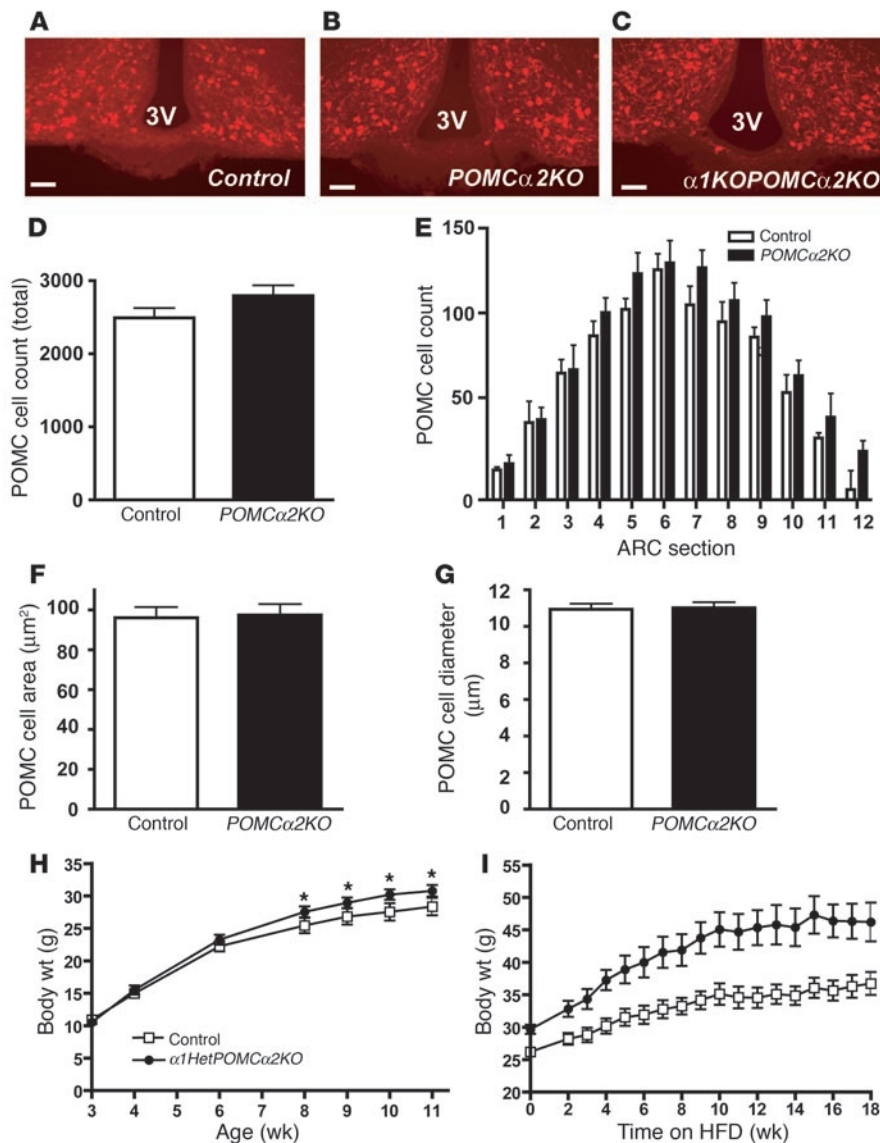 A
B
C
3V
3V
3V
Control
POMCα2KO
α1KOPOMCα2KO
D
E
POMC cell count (total)
3000
2000
1000
0
Control
POMCα2KO
POMC cell count
150
100
50
0
Control
POMCα2KO
1 2 3 4 5 6 7 8 9 10 11 12
ARC section
F
G
POMC cell area (μm²)
100
80
60
40
20
0
Control
POMCα2KO
POMC cell diameter
(μm)
12
10
8
6
4
2
0
Control
POMCα2KO
H
I
Body wt (g)
35
30
25
20
15
10
5
0
* * * *
Control
α1HetPOMCα2KO
3 4 5 6 7 8 9 10 11
Age (wk)
Body wt (g)
55
50
45
40
35
30
25
20
0 2 4 6 8 10 12 14 16 18
Time on HFD (wk)